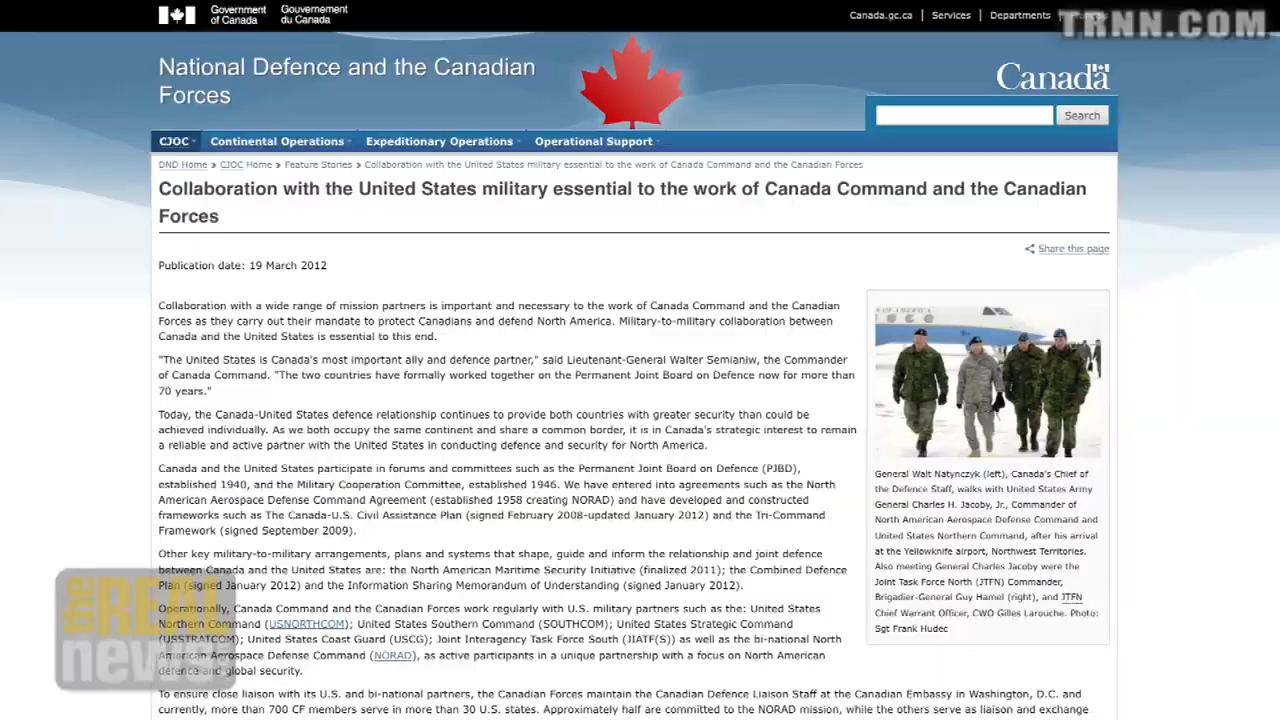 Government of Canada
Gouvernement du Canada
Canada.gc.ca | Services | Departments
TRNN.COM
National Defence and the Canadian
Forces
Canada
Search
CJOC
Continental Operations
Expeditionary Operations
Operational Support
DND Home > CJOC Home > Feature Stories > Collaboration with the United States military essential to the work of Canada Command and the Canadian Forces
Collaboration with the United States military essential to the work of Canada Command and the Canadian
Forces
Share this page
Publication date: 19 March 2012
Collaboration with a wide range of mission partners is important and necessary to the work of Canada Command and the Canadian
Forces as they carry out their mandate to protect Canadians and defend North America. Military-to-military collaboration between
Canada and the United States is essential to this end.
"The United States is Canada's most important ally and defence partner," said Lieutenant-General Walter Semianiw, the Commander
of Canada Command. "The two countries have formally worked together on the Permanent Joint Board on Defence now for more than
70 years."
Today, the Canada-United States defence relationship continues to provide both countries with greater security than could be
achieved individually. As we both occupy the same continent and share a common border, it is in Canada's strategic interest to remain
a reliable and active partner with the United States in conducting defence and security for North America.
Canada and the United States participate in forums and committees such as the Permanent Joint Board on Defence (PJBD),
established 1940, and the Military Cooperation Committee, established 1946. We have entered into agreements such as the North
American Aerospace Defense Command Agreement (established 1958 creating NORAD) and have developed and constructed
frameworks such as The Canada-U.S. Civil Assistance Plan (signed February 2008-updated January 2012) and the Tri-Command
Framework (signed September 2009).
Other key military-to-military arrangements, plans and systems that shape, guide and inform the relationship and joint defence
between Canada and the United States are: the North American Maritime Security Initiative (finalized 2011); the Combined Defence
Plan (signed January 2012) and the Information Sharing Memorandum of Understanding (signed January 2012).
Operationally, Canada Command and the Canadian Forces work regularly with U.S. military partners such as the: United States
Northern Command (USNORTHCOM); United States Southern Command (SOUTHCOM); United States Strategic Command
(USSTRATCOM); United States Coast Guard (USCG); Joint Interagency Task Force South (JIATF(S)) as well as the bi-national North
American Aerospace Defense Command (NORAD), as active participants in a unique partnership with a focus on North American
defence and global security.
To ensure close liaison with its U.S. and bi-national partners, the Canadian Forces maintain the Canadian Defence Liaison Staff at the Canadian Embassy in Washington, D.C. and
currently, more than 700 CF members serve in more than 30 U.S. states. Approximately half are committed to the NORAD mission, while the others serve as liaison and exchange
General Walt Natynczyk (left), Canada's Chief of
the Defence Staff, walks with United States Army
General Charles H. Jacoby, Jr., Commander of
North American Aerospace Defense Command and
United States Northern Command, after his arrival
at the Yellowknife airport, Northwest Territories.
Also meeting General Charles Jacoby were the
Joint Task Force North (JTFN) Commander,
Brigadier-General Guy Hamel (right), and JTFN
Chief Warrant Officer, CWO Gilles Larouche. Photo:
Sgt Frank Hudec
the REAL
news